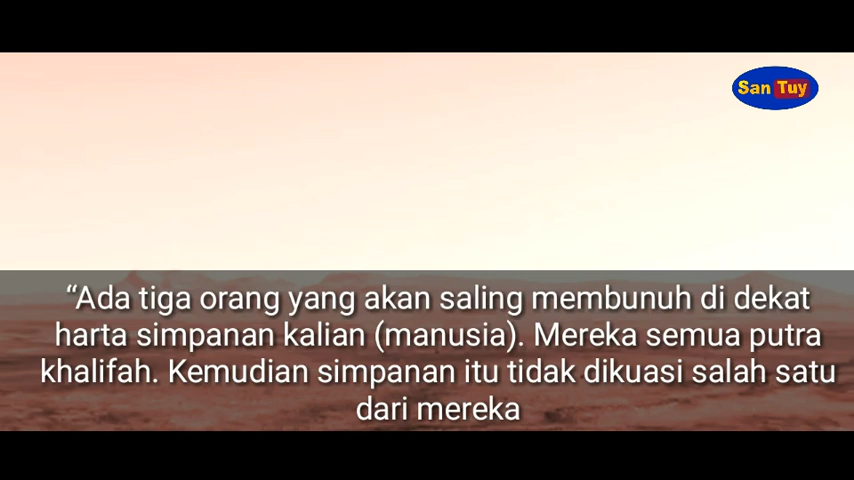 San Tuy
“Ada tiga orang yang akan saling membunuh di dekat
harta simpanan kalian (manusia). Mereka semua putra
khalifah. Kemudian simpanan itu tidak dikuasi salah satu
dari mereka